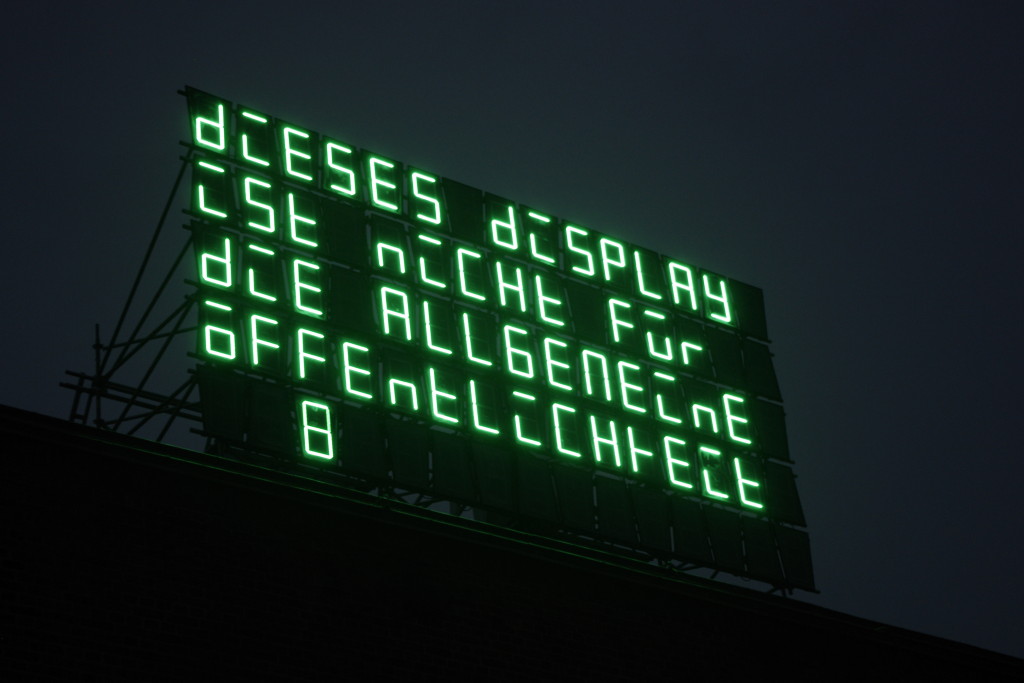 diESES diSPLAY
iSt niCHt FüR
diE ALLGEMEinE
öFFEntLiCHkEit
8